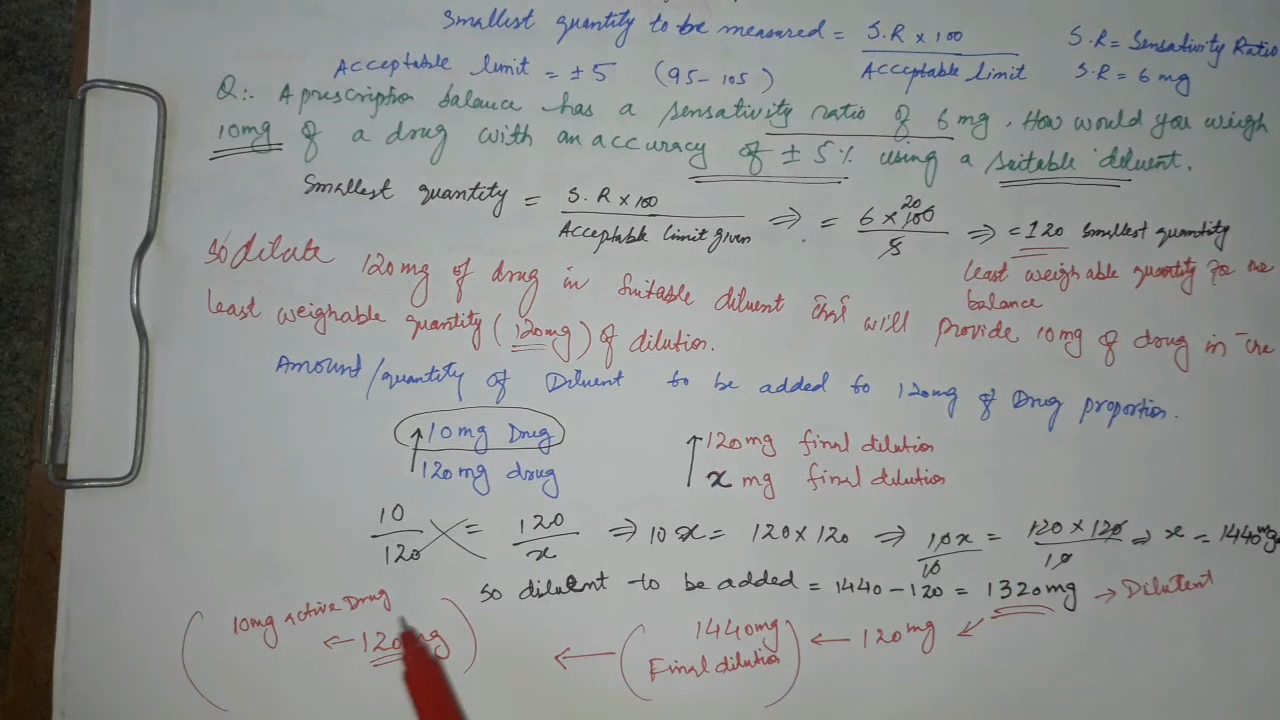 Smallest quantity to be measured = S.R × 100 / Acceptable Limit
S.R = Sensativity Ratio
Acceptable limit = ± 5 (95 - 105)
S.R = 6 mg
Q:- A prescription balance has a sensativity ratio of 6 mg. How would you weigh
10mg of a drug with an accuracy of ± 5% using a suitable diluent.
Smallest quantity = S.R × 100 / Acceptable limit given ⇒ = 6 × 100 / 5 20 ⇒ = 120 smallest quantity
least weighable quantity for the
balance
so dilute 120mg of drug in suitable diluent that will provide 10mg of drug in the
least weighable quantity (120mg) of dilution.
Amount/quantity of Diluent to be added to 120mg of Drug proportion.
↑ 10mg Drug ↑ 120mg final dilution
120mg drug x mg final dilution
10 / 120 = 120 / x ⇒ 10x = 120 × 120 ⇒ 10x / 10 = 120 × 120 / 10 ⇒ x = 1440mg
so diluent to be added = 1440 - 120 = 1320mg → Dilutent
(10mg active Drug ← 120mg) ← (1440mg Final dilution) ← 120mg ↙